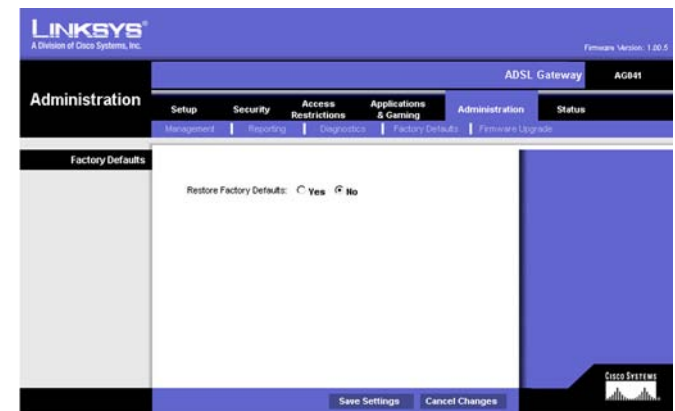 LINKSYS®
A Division of Cisco Systems, Inc.
Firmware Version: 1.00.5
ADSL Gateway AG041
Administration
Setup Security Access Restrictions Applications & Gaming Administration Status
Management Reporting Diagnostics Factory Defaults Firmware Upgrade
Factory Defaults
Restore Factory Defaults: Yes No
CISCO SYSTEMS
Save Settings Cancel Changes